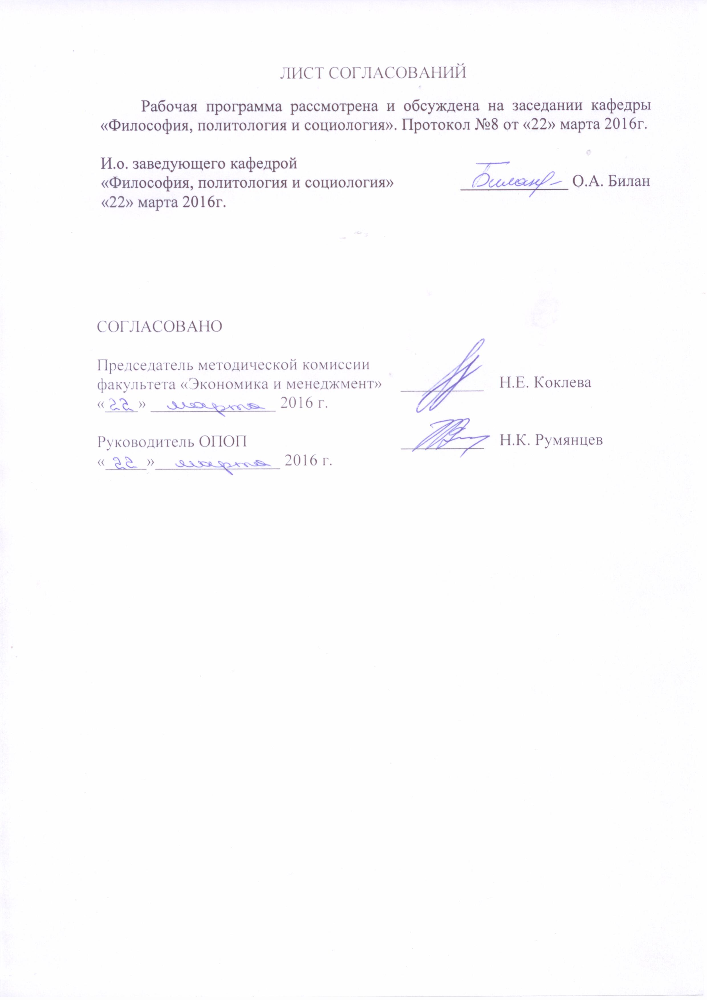 ЛИСТ СОГЛАСОВАНИЙ
Рабочая программа рассмотрена и обсуждена на заседании кафедры
«Философия, политология и социология». Протокол №8 от «22» марта 2016г.
И.о. заведующего кафедрой
«Философия, политология и социология» Билан О.А. Билан
«22» марта 2016г.
СОГЛАСОВАНО
Председатель методической комиссии
факультета «Экономика и менеджмент» Н.Е. Коклева
«22» марта 2016 г.
Руководитель ОПОП Н.К. Румянцев
«22» марта 2016 г.